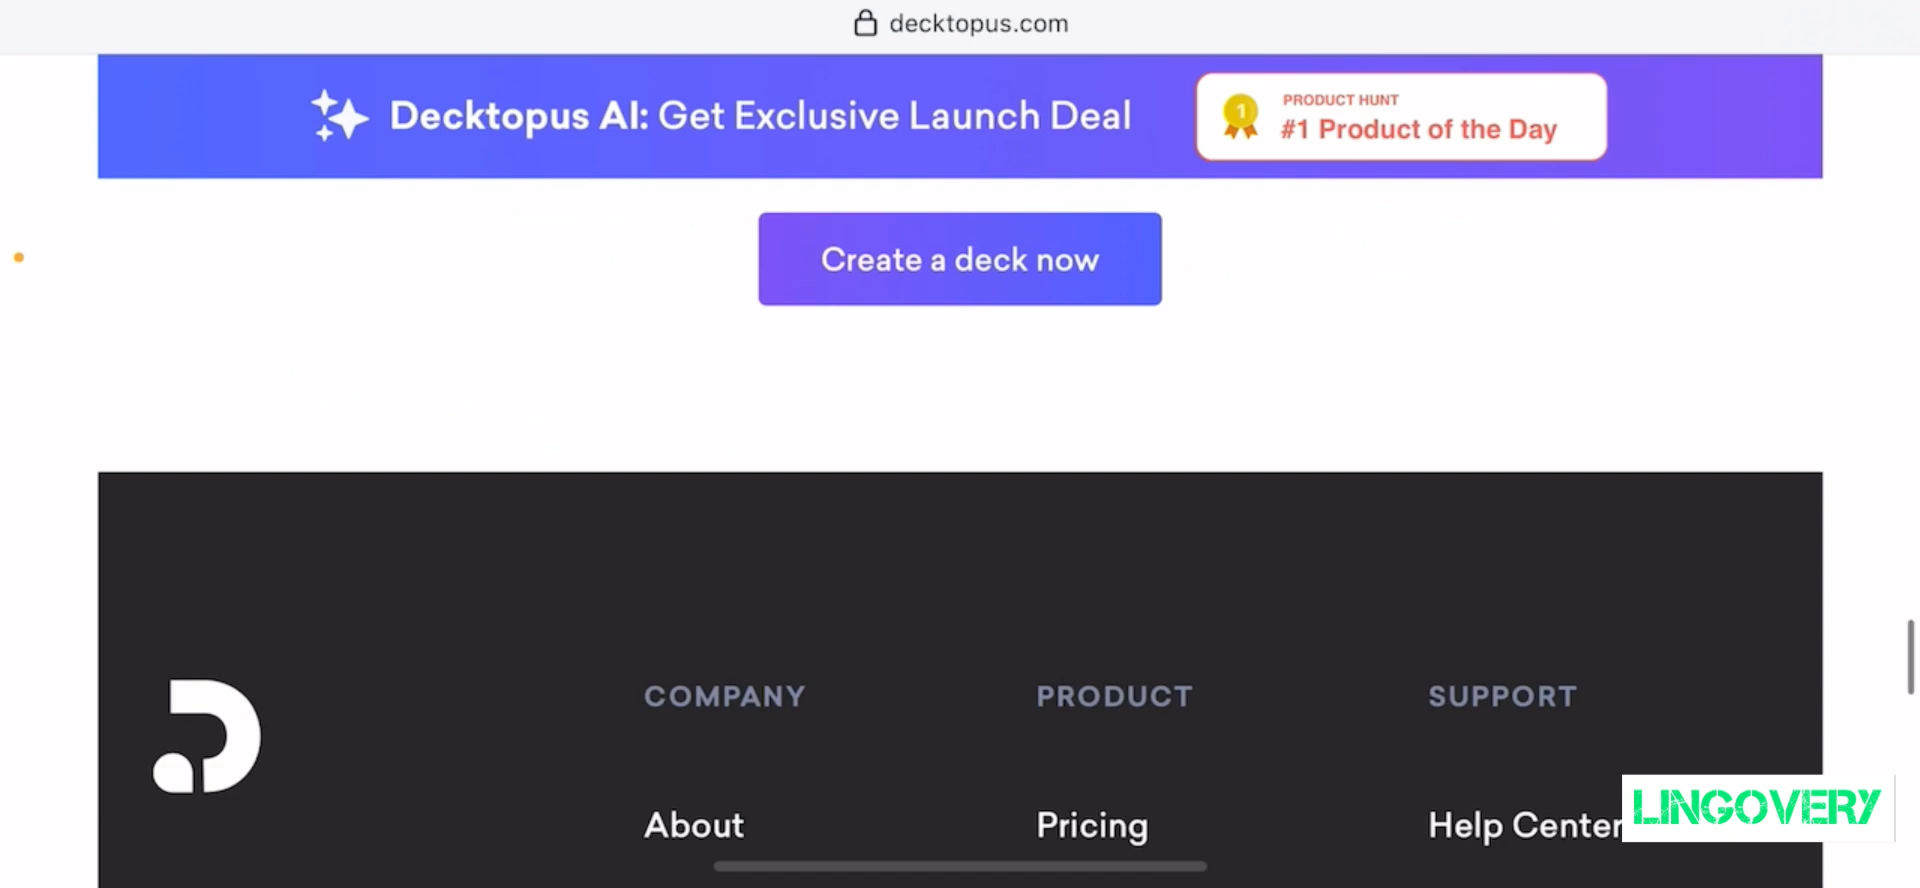 decktopus.com
Decktopus AI: Get Exclusive Launch Deal
1
PRODUCT HUNT
#1 Product of the Day
Create a deck now
COMPANY
PRODUCT
SUPPORT
About
Pricing
Help Center
LINGOVERY